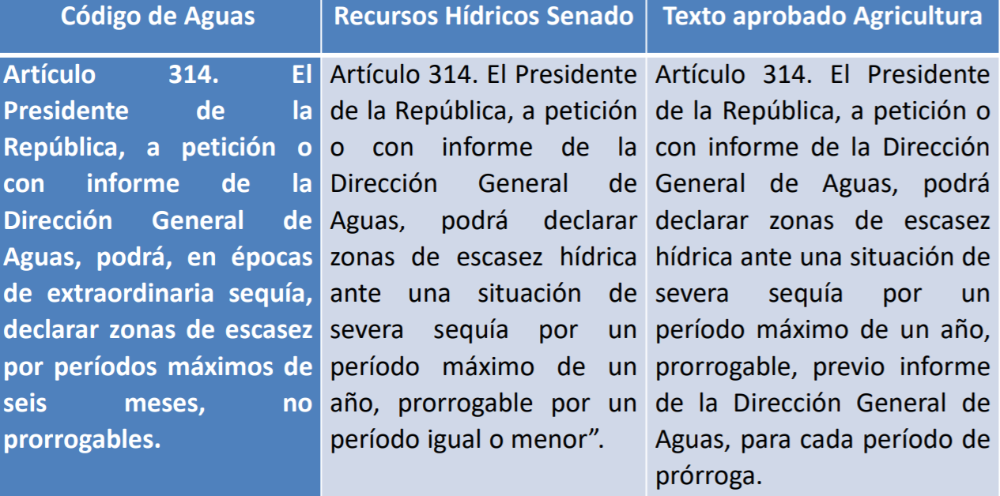 Código de Aguas
Recursos Hídricos Senado
Texto aprobado Agricultura
Artículo 314. El
Presidente de la
República, a petición o
con informe de la
Dirección General de
Aguas, podrá, en épocas
de extraordinaria sequía,
declarar zonas de escasez
por períodos máximos de
seis meses, no
prorrogables.
Artículo 314. El Presidente
de la República, a petición
o con informe de la
Dirección General de
Aguas, podrá declarar
zonas de escasez hídrica
ante una situación de
severa sequía por un
período máximo de un
año, prorrogable por un
período igual o menor”.
Artículo 314. El Presidente
de la República, a petición o
con informe de la Dirección
General de Aguas, podrá
declarar zonas de escasez
hídrica ante una situación de
severa sequía por un
período máximo de un año,
prorrogable, previo informe
de la Dirección General de
Aguas, para cada período de
prórroga.